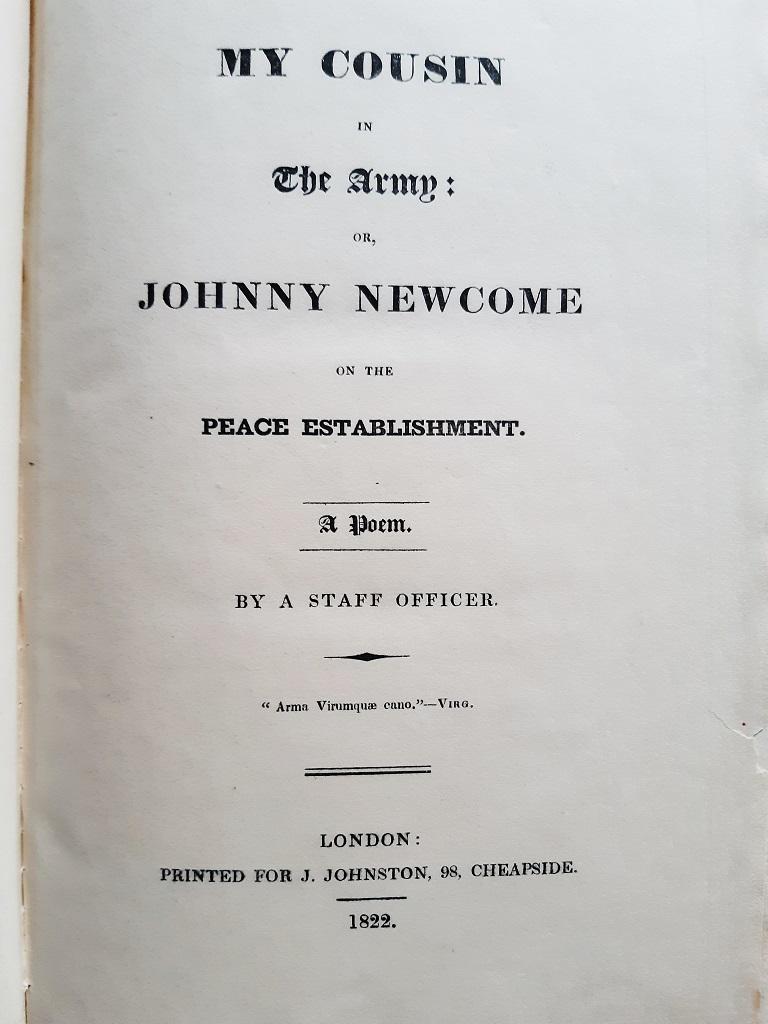 MY COUSIN
IN
The Army:
OR,
JOHNNY NEWCOME
ON THE
PEACE ESTABLISHMENT.
A Poem.
BY A STAFF OFFICER.
“ Arma Virumquæ cano.”—VIRG.
LONDON:
PRINTED FOR J. JOHNSTON, 98, CHEAPSIDE.
1822.